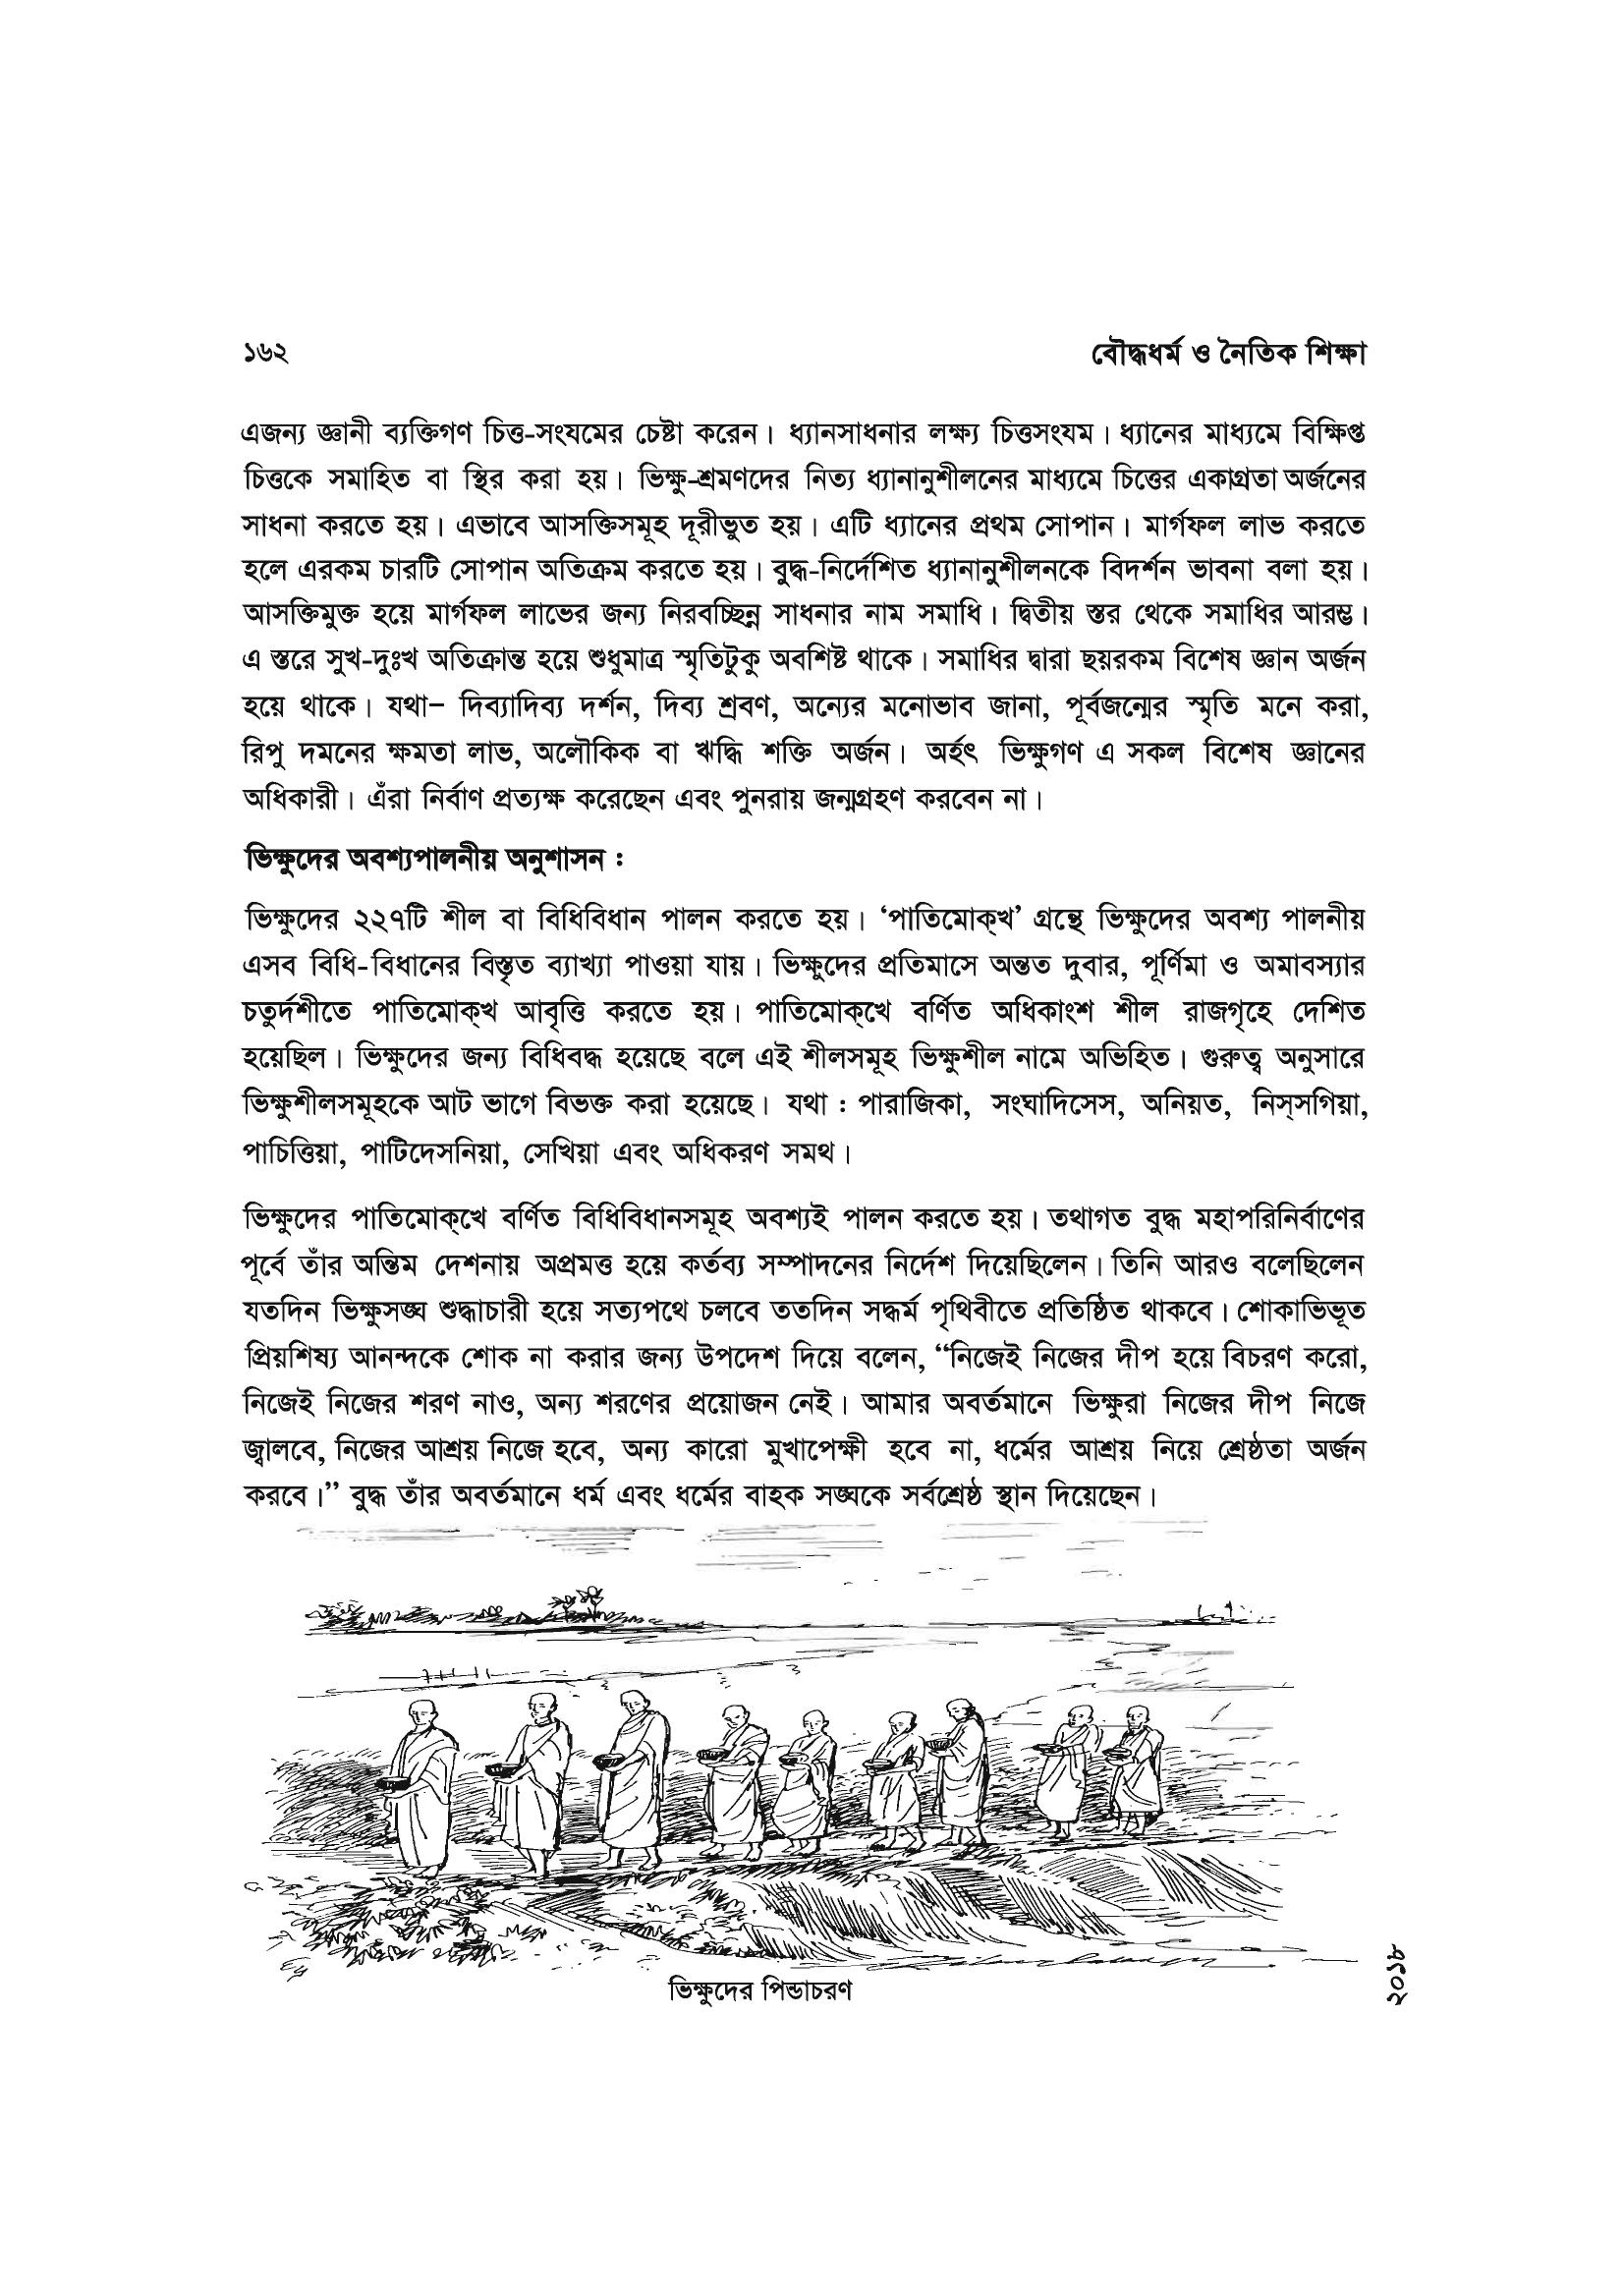 ১৬২
বৌদ্ধধর্ম ও নৈতিক শিক্ষা
এজন্য জ্ঞানী ব্যক্তিগণ চিত্ত-সংযমের চেষ্টা করেন। ধ্যানসাধনার লক্ষ্য চিত্তসংযম। ধ্যানের মাধ্যমে বিক্ষিপ্ত
চিত্তকে সমাহিত বা স্থির করা হয়। ভিক্ষু-শ্রমণদের নিত্য ধ্যানানুশীলনের মাধ্যমে চিত্তের একাগ্রতা অর্জনের
সাধনা করতে হয়। এভাবে আসক্তিসমূহ দূরীভুত হয়। এটি ধ্যানের প্রথম সোপান। মার্গফল লাভ করতে
হলে এরকম চারটি সোপান অতিক্রম করতে হয়। বুদ্ধ-নির্দেশিত ধ্যানানুশীলনকে বিদর্শন ভাবনা বলা হয়।
আসক্তিমুক্ত হয়ে মার্গফল লাভের জন্য নিরবচ্ছিন্ন সাধনার নাম সমাধি। দ্বিতীয় স্তর থেকে সমাধির আরম্ভ।
এ স্তরে সুখ-দুঃখ অতিক্রান্ত হয়ে শুধুমাত্র স্মৃতিটুকু অবশিষ্ট থাকে। সমাধির দ্বারা ছয়রকম বিশেষ জ্ঞান অর্জন
হয়ে থাকে। যথা– দিব্যাদিব্য দর্শন, দিব্য শ্রবণ, অন্যের মনোভাব জানা, পূর্বজন্মের স্মৃতি মনে করা,
রিপু দমনের ক্ষমতা লাভ, অলৌকিক বা ঋদ্ধি শক্তি অর্জন। অর্হৎ ভিক্ষুগণ এ সকল বিশেষ জ্ঞানের
অধিকারী। এঁরা নির্বাণ প্রত্যক্ষ করেছেন এবং পুনরায় জন্মগ্রহণ করবেন না।
ভিক্ষুদের অবশ্যপালনীয় অনুশাসন :
ভিক্ষুদের ২২৭টি শীল বা বিধিবিধান পালন করতে হয়। ‘পাতিমোক্‌খ’ গ্রন্থে ভিক্ষুদের অবশ্য পালনীয়
এসব বিধি-বিধানের বিস্তৃত ব্যাখ্যা পাওয়া যায়। ভিক্ষুদের প্রতিমাসে অন্তত দুবার, পূর্ণিমা ও অমাবস্যার
চতুর্দশীতে পাতিমোক্‌খ আবৃত্তি করতে হয়। পাতিমোক্‌খে বর্ণিত অধিকাংশ শীল রাজগৃহে দেশিত
হয়েছিল। ভিক্ষুদের জন্য বিধিবদ্ধ হয়েছে বলে এই শীলসমূহ ভিক্ষুশীল নামে অভিহিত। গুরুত্ব অনুসারে
ভিক্ষুশীলসমূহকে আট ভাগে বিভক্ত করা হয়েছে। যথা : পারাজিকা, সংঘাদিসেস, অনিয়ত, নিস্‌সগিয়া,
পাচিত্তিয়া, পাটিদেসনিয়া, সেখিয়া এবং অধিকরণ সমথ।
ভিক্ষুদের পাতিমোক্‌খে বর্ণিত বিধিবিধানসমূহ অবশ্যই পালন করতে হয়। তথাগত বুদ্ধ মহাপরিনির্বাণের
পূর্বে তাঁর অন্তিম দেশনায় অপ্রমত্ত হয়ে কর্তব্য সম্পাদনের নির্দেশ দিয়েছিলেন। তিনি আরও বলেছিলেন
যতদিন ভিক্ষুসঙ্ঘ শুদ্ধাচারী হয়ে সত্যপথে চলবে ততদিন সদ্ধর্ম পৃথিবীতে প্রতিষ্ঠিত থাকবে। শোকাভিভূত
প্রিয়শিষ্য আনন্দকে শোক না করার জন্য উপদেশ দিয়ে বলেন, “নিজেই নিজের দীপ হয়ে বিচরণ করো,
নিজেই নিজের শরণ নাও, অন্য শরণের প্রয়োজন নেই। আমার অবর্তমানে ভিক্ষুরা নিজের দীপ নিজে
জ্বালবে, নিজের আশ্রয় নিজে হবে, অন্য কারো মুখাপেক্ষী হবে না, ধর্মের আশ্রয় নিয়ে শ্রেষ্ঠতা অর্জন
করবে।” বুদ্ধ তাঁর অবর্তমানে ধর্ম এবং ধর্মের বাহক সঙ্ঘকে সর্বশ্রেষ্ঠ স্থান দিয়েছেন।
ভিক্ষুদের পিন্ডাচরণ
২০১৮